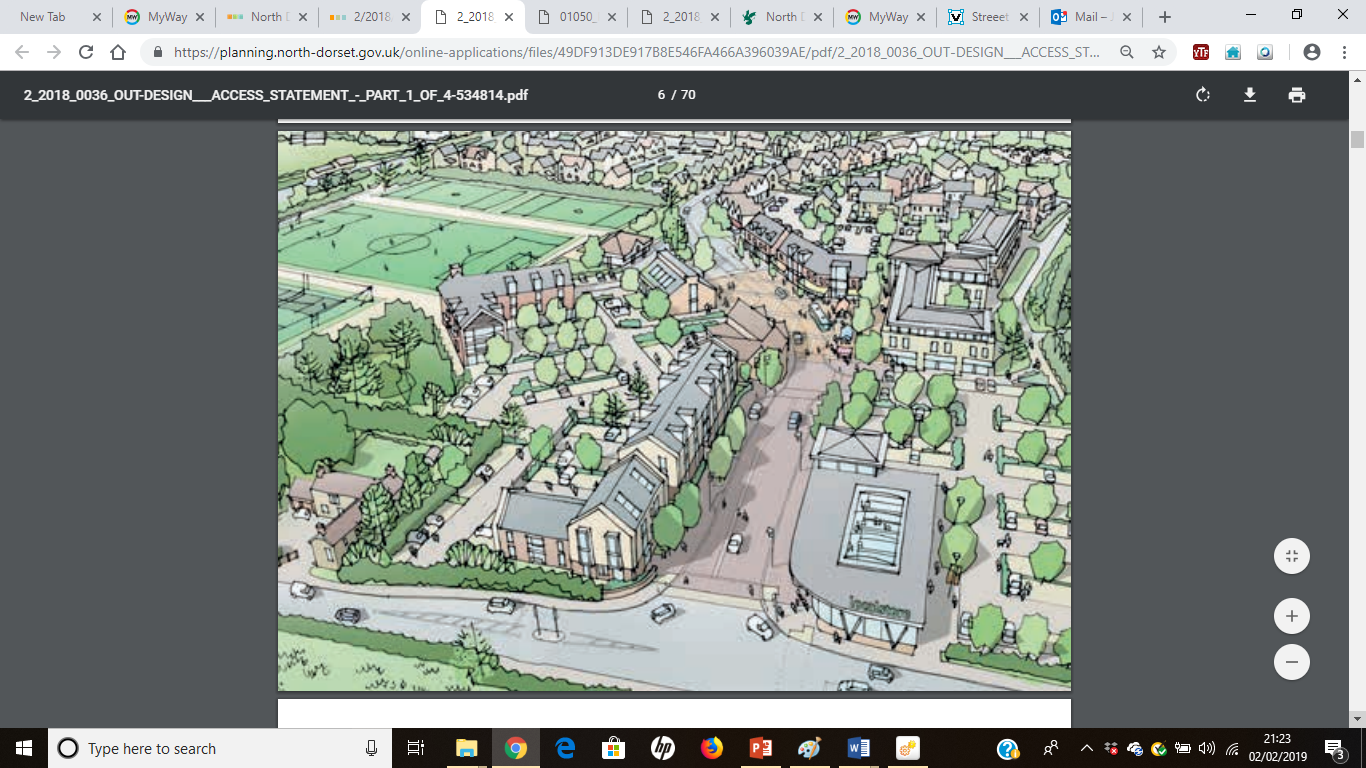 New Tab
MyWay
North D
2/2018/
2_2018
01050_
2_2018
North D
MyWay
Streeet
Mail – J
https://planning.north-dorset.gov.uk/online-applications/files/49DF913DE917B8E546FA466A396039AE/pdf/2_2018_0036_OUT-DESIGN___ACCESS_ST...
2_2018_0036_OUT-DESIGN___ACCESS_STATEMENT_-_PART_1_OF_4-534814.pdf
6 / 70
Type here to search
21:23
02/02/2019
3